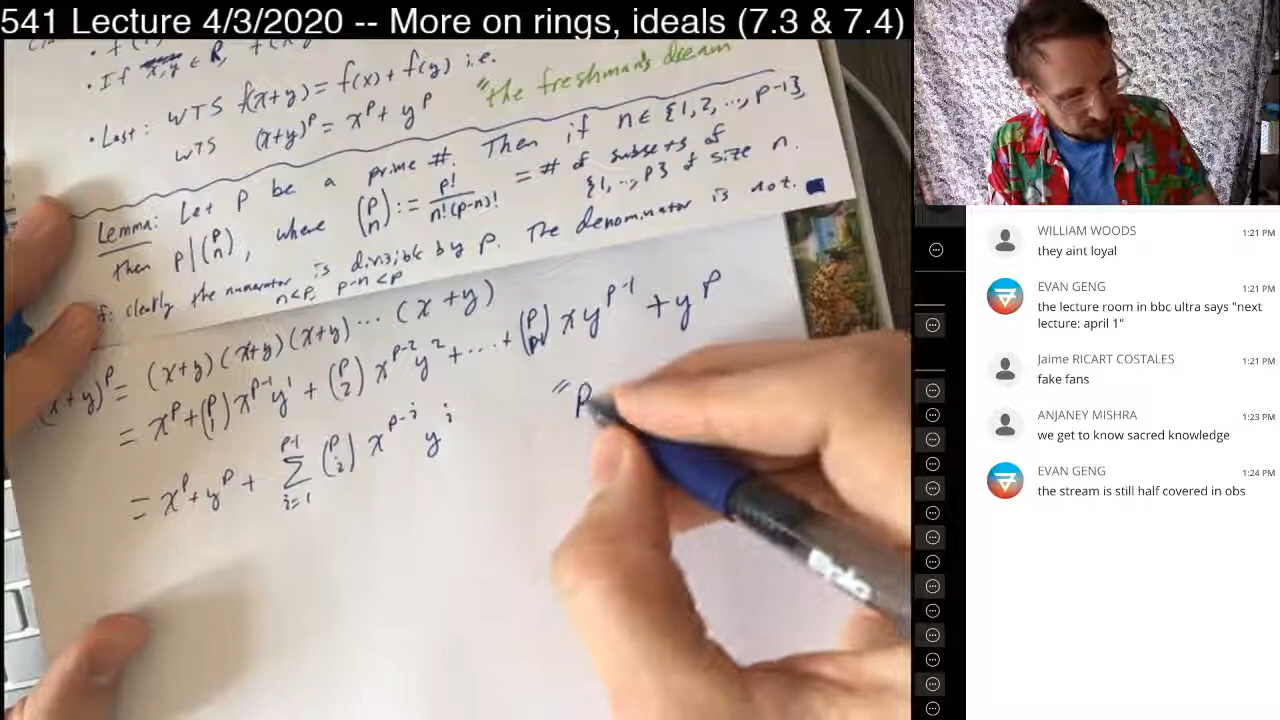 541 Lecture 4/3/2020 -- More on rings, ideals (7.3 & 7.4)
• If x, y ∈ R,
• Last: WTS f(x+y) = f(x) + f(y) i.e.
WTS (x+y)^p = x^p + y^p
"the freshman's dream
Lemma: Let p be a prime #. Then if n ∈ {1, 2, ..., p-1},
then p | (p n), where (p n) := p!/n!(p-n)! = # of subsets of
{1, .., p} of size n.
clearly the numerator is divisible by p. The denominator is not.
n<p, p-n<p
(x+y)^p = (x+y)(x+y)(x+y) ... (x+y)
= x^p + (p 1) x^p-1 y^1 + (p 2) x^p-2 y^2 + .... + (p p-1) x y^p-1 + y^p
= x^p + y^p + Σ i=1 p-1 (p i) x^p-i y^i
"p
WILLIAM WOODS 1:21 PM
they aint loyal
EVAN GENG 1:21 PM
the lecture room in bbc ultra says "next
lecture: april 1"
Jaime RICART COSTALES 1:21 PM
fake fans
ANJANEY MISHRA 1:23 PM
we get to know sacred knowledge
EVAN GENG 1:24 PM
the stream is still half covered in obs